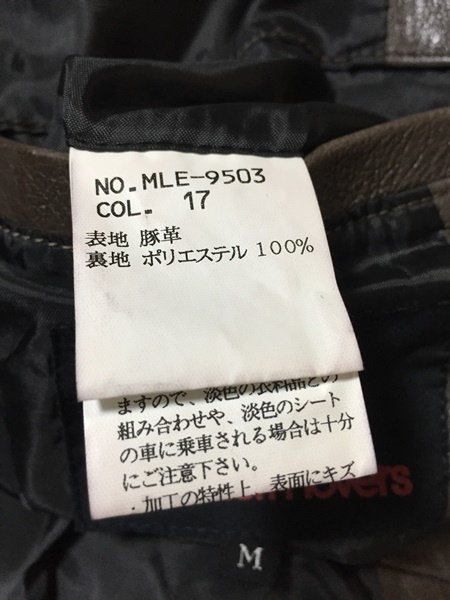 NO.MLE-9503
COL. 17
表地 豚革
裏地 ポリエステル 100%
ますので、淡色の衣料品との
組み合わせや、淡色のシート
の車に乗車される場合は十分
にご注意下さい。
・加工の特性上、表面にキズ
overs
M